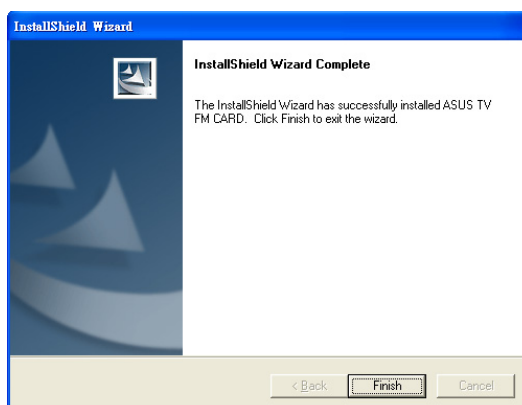 InstallShield Wizard
InstallShield Wizard Complete
The InstallShield Wizard has successfully installed ASUS TV
FM CARD. Click Finish to exit the wizard.
< Back
Finish
Cancel